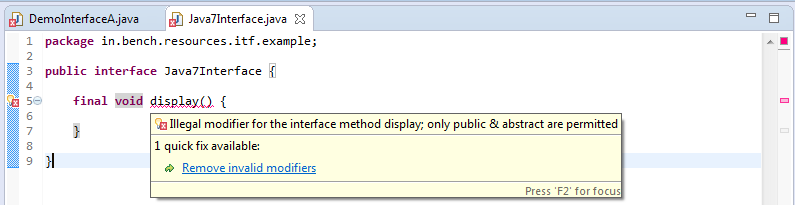 DemoInterfaceA.java
Java7Interface.java
1 package in.bench.resources.itf.example;
2
3 public interface Java7Interface {
4
5 final void display() {
6
7 }
8
9 }
Illegal modifier for the interface method display; only public & abstract are permitted
1 quick fix available:
Remove invalid modifiers
Press 'F2' for focus